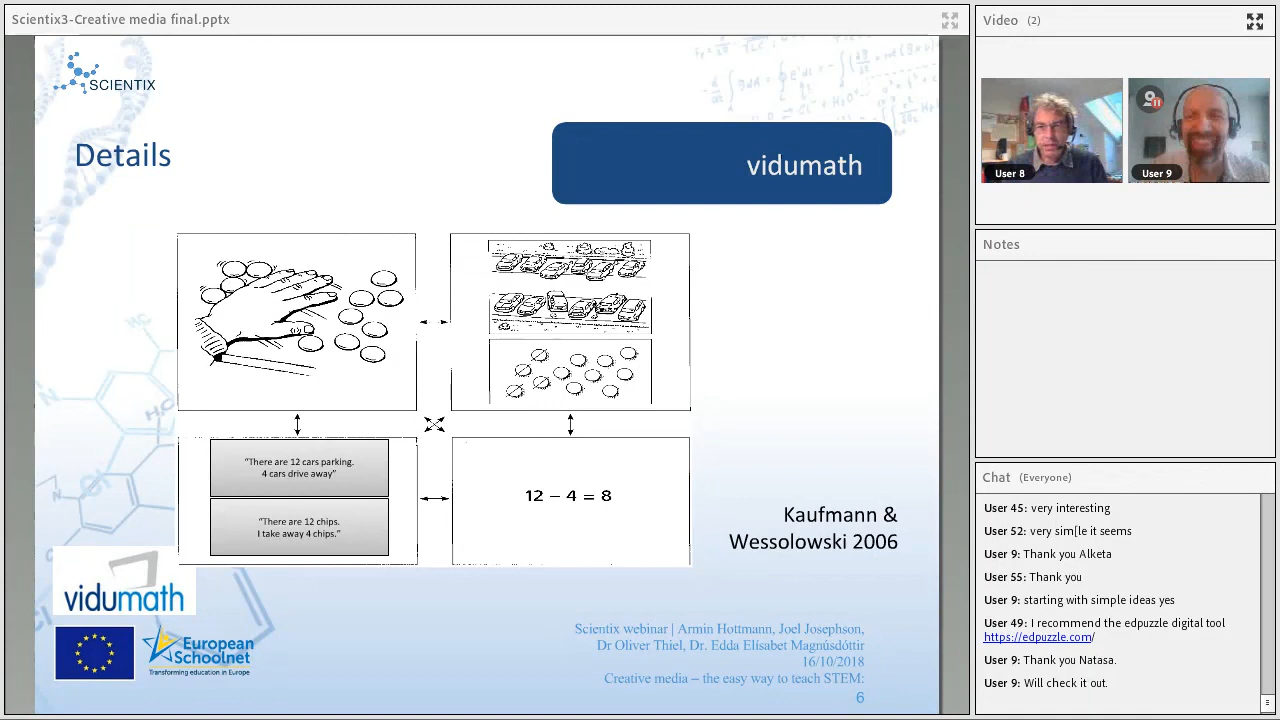 Scientix3-Creative media final.pptx
SCIENTIX
Details
vidumath
"There are 12 cars parking.
4 cars drive away"
"There are 12 chips.
I take away 4 chips."
12 – 4 = 8
Kaufmann &
Wessolowski 2006
vidumath
European
Schoolnet
Transforming education in Europe
Scientix webinar | Armin Hottmann, Joel Josephson,
Dr Oliver Thiel, Dr. Edda Elísabet Magnúsdóttir
16/10/2018
Creative media – the easy way to teach STEM:
6
Video (2)
User 8
User 9
Notes
Chat (Everyone)
User 45: very interesting
User 52: very sim[le it seems
User 9: Thank you Alketa
User 55: Thank you
User 9: starting with simple ideas yes
User 49: I recommend the edpuzzle digital tool
https://edpuzzle.com/
User 9: Thank you Natasa.
User 9: Will check it out.